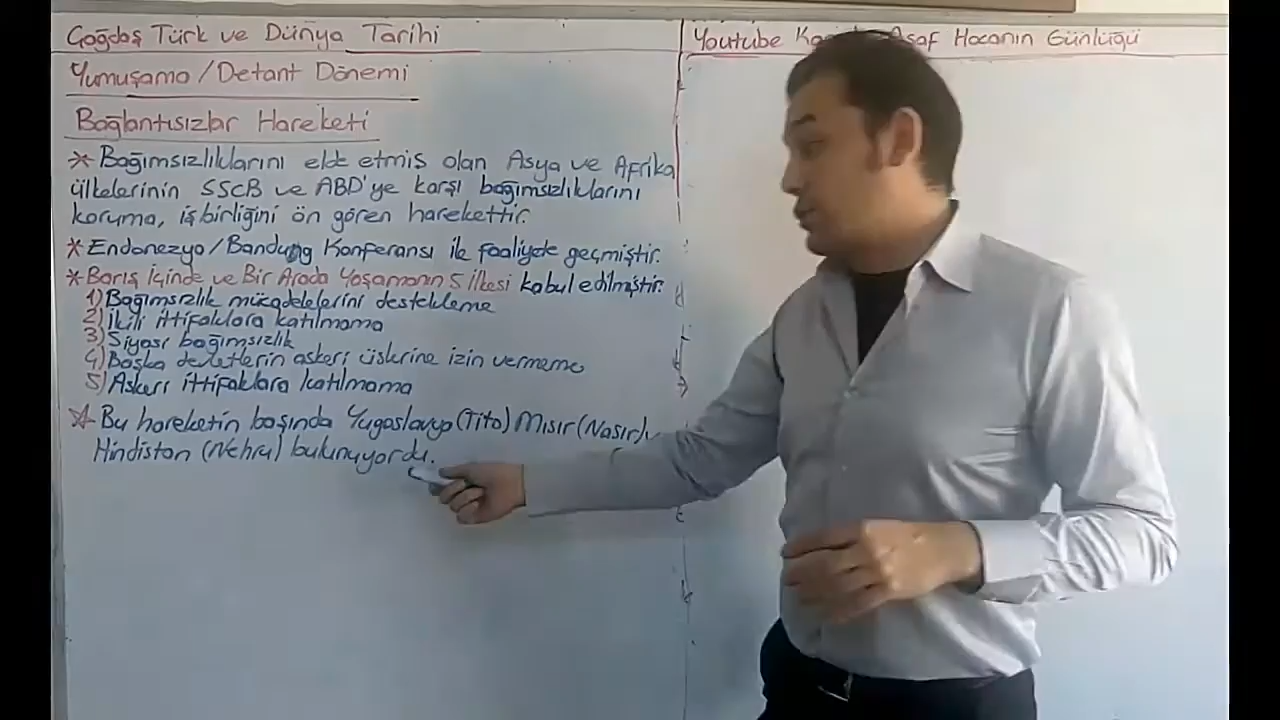 Çağdaş Türk ve Dünya Tarihi
Youtube Asaf Hocanın Günlüğü
Yumuşama/Detant Dönemi
Bağlantısızlar Hareketi
* Bağımsızlıklarını elde etmiş olan Asya ve Afrika
ülkelerinin SSCB ve ABD'ye karşı bağımsızlıklarını
koruma, işbirliğini ön gören harekettir.
* Endonezya/Bandung Konferansı ile faaliyete geçmiştir.
* Barış İçinde ve Bir Arada Yaşamanın 5 İlkesi kabul edilmiştir.
1) Bağımsızlık mücadelelerini destekleme
2) İkili ittifaklara katılmama
3) Siyasi bağımsızlık
4) Başka devletlerin askeri üslerine izin vermeme
5) Askeri ittifaklara katılmama
* Bu hareketin başında Yugoslavya(Tito) Mısır(Nasır)
Hindistan (Nehru) bulunuyordu.